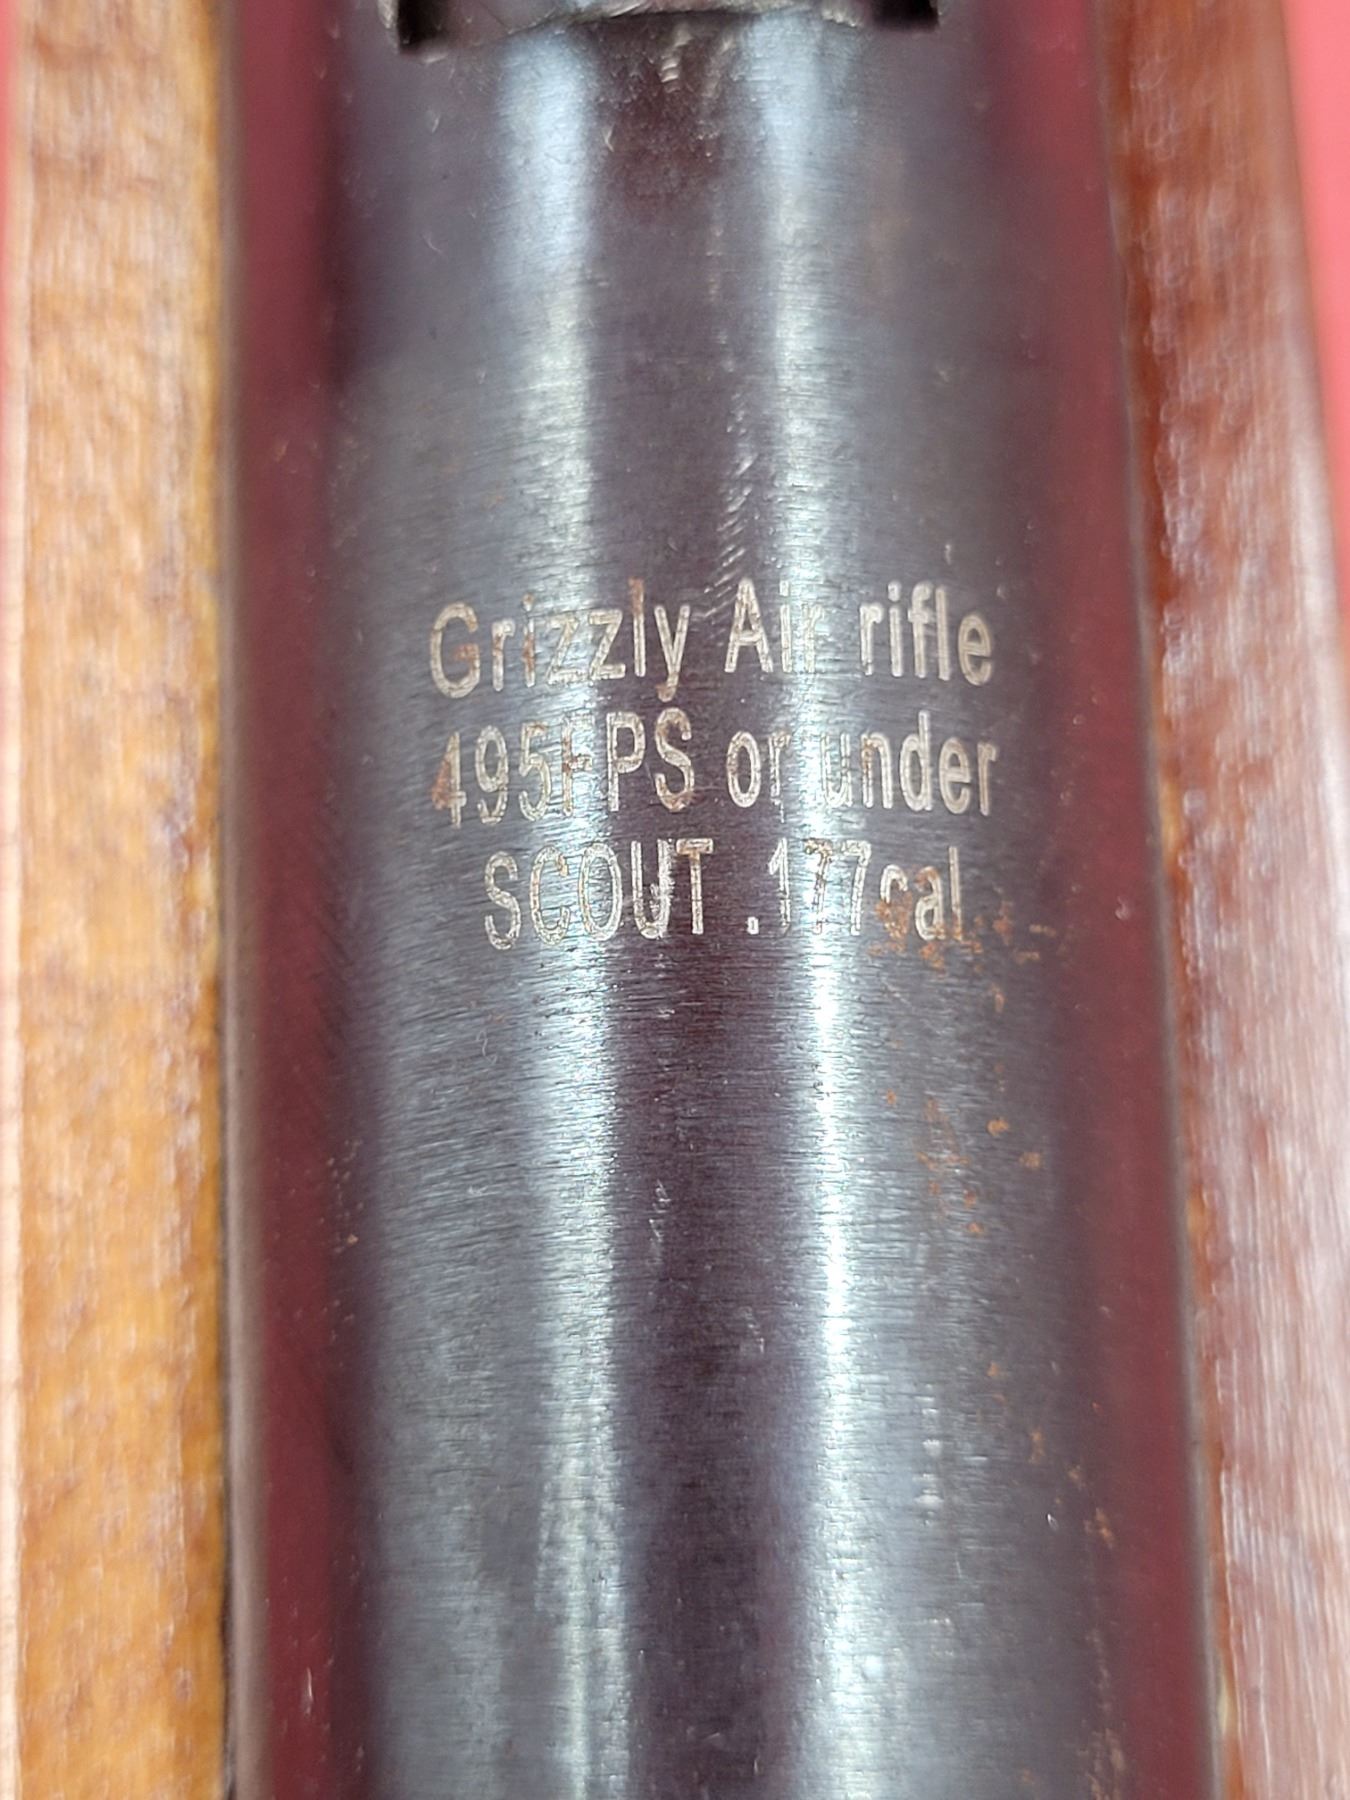 Grizzly Air rifle
495FPS or under
SCOUT .177cal